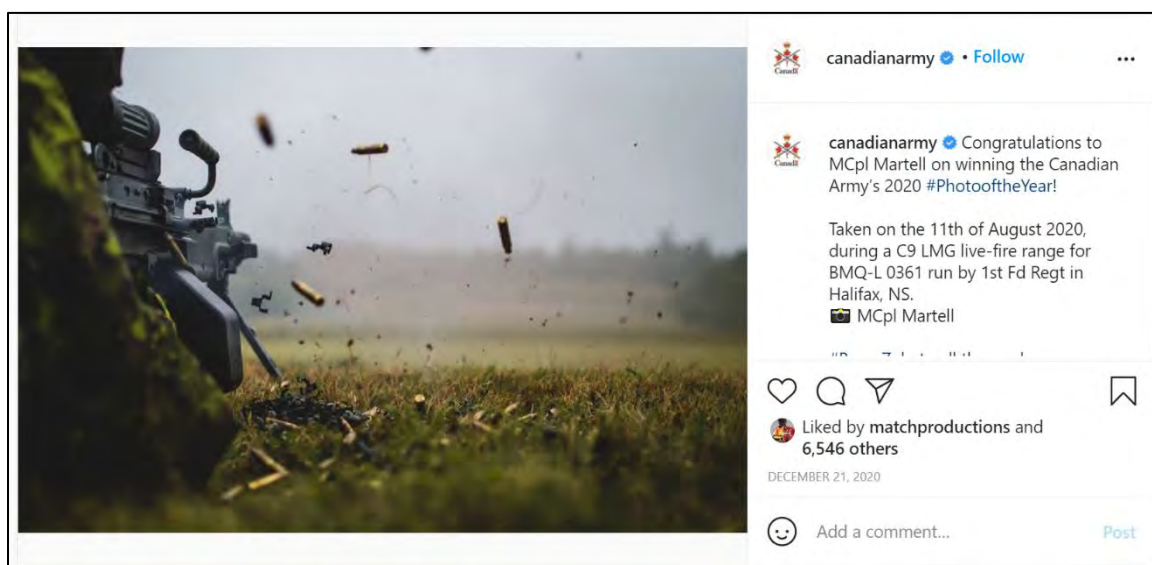 canadianarmy • Follow
Canada
canadianarmy Congratulations to
Canada
MCpl Martell on winning the Canadian
Army's 2020 #PhotooftheYear!
Taken on the 11th of August 2020,
during a C9 LMG live-fire range for
BMQ-L 0361 run by 1st Fd Regt in
Halifax, NS.
MCpl Martell
Liked by matchproductions and
6,546 others
DECEMBER 21, 2020
Add a comment...
Post